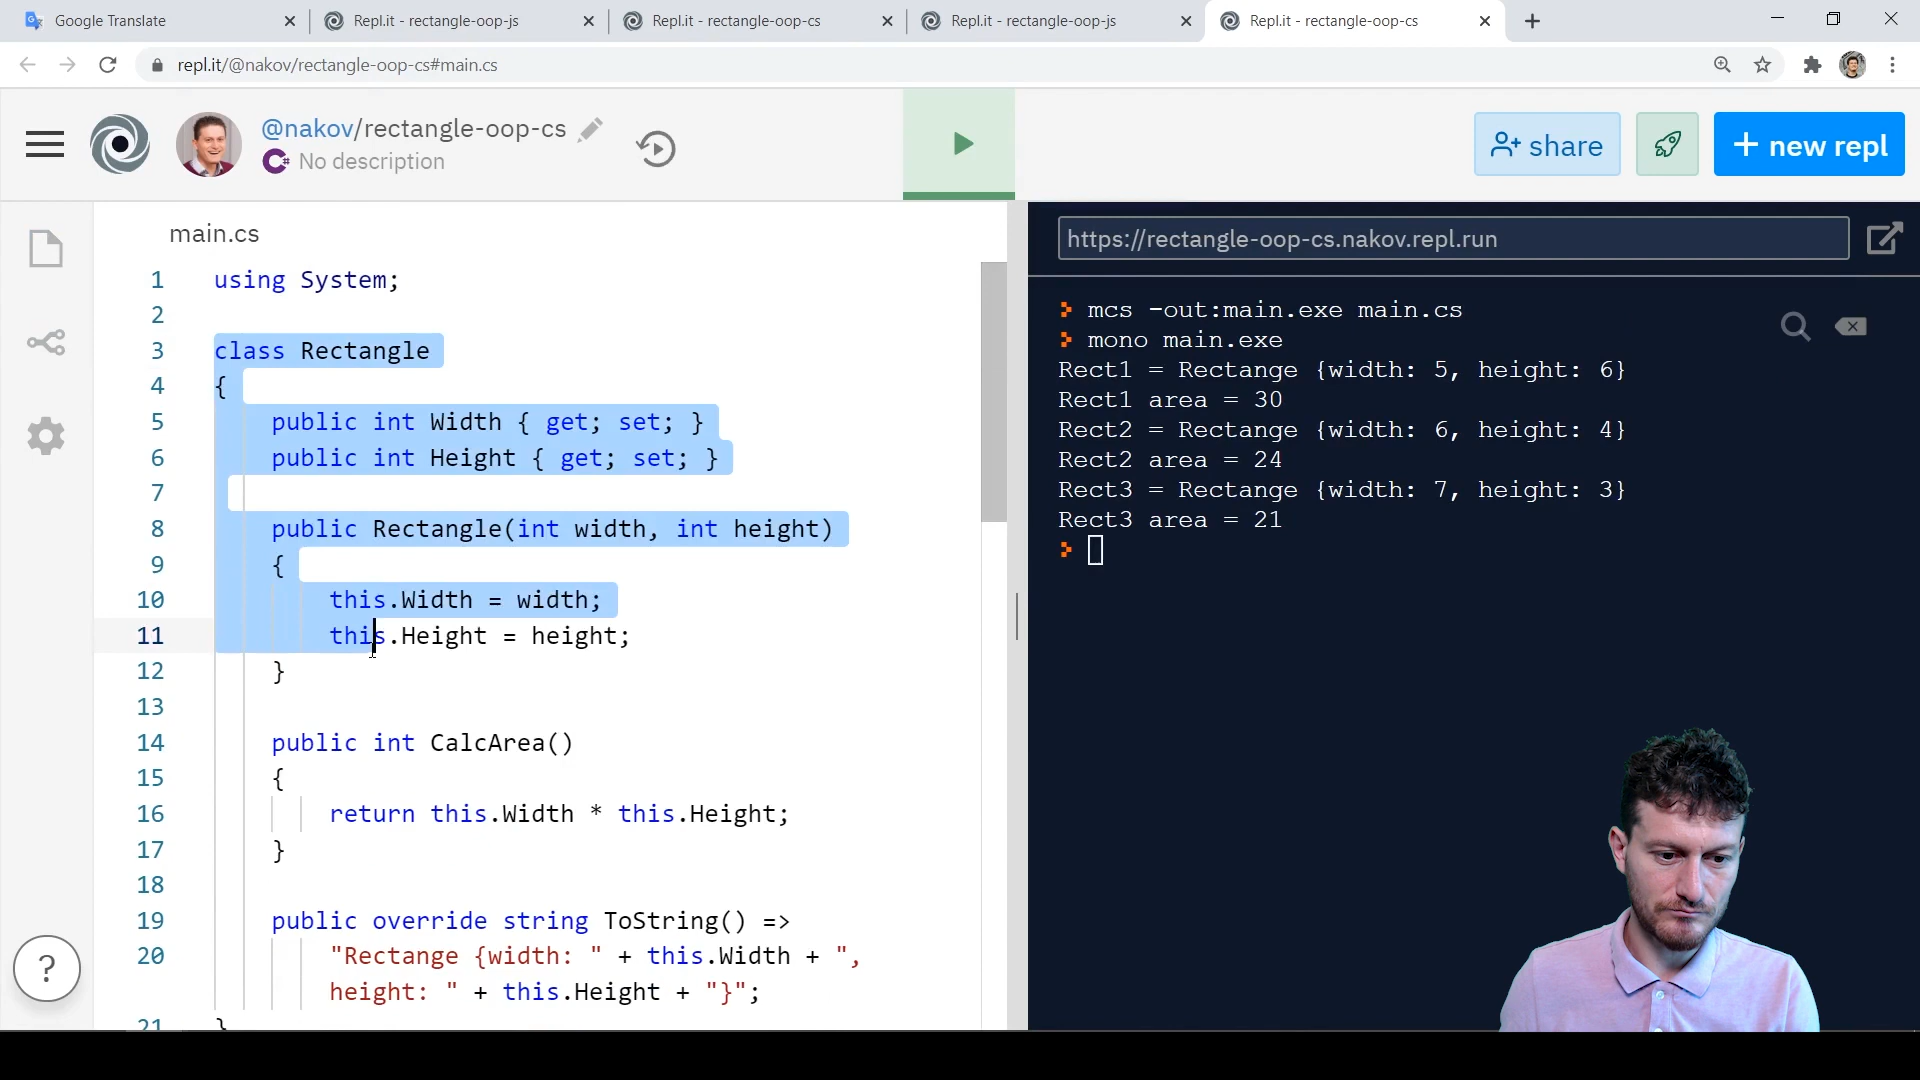 Google Translate
Repl.it - rectangle-oop-js
Repl.it - rectangle-oop-cs
Repl.it - rectangle-oop-js
Repl.it - rectangle-oop-cs
repl.it/@nakov/rectangle-oop-cs#main.cs
@nakov/rectangle-oop-cs
No description
share
+ new repl
main.cs
1 using System;
2
3 class Rectangle
4 {
5 public int Width { get; set; }
6 public int Height { get; set; }
7
8 public Rectangle(int width, int height)
9 {
10 this.Width = width;
11 this.Height = height;
12 }
13
14 public int CalcArea()
15 {
16 return this.Width * this.Height;
17 }
18
19 public override string ToString() =>
20 "Rectange {width: " + this.Width + ",
height: " + this.Height + "}";
21 }
?
https://rectangle-oop-cs.nakov.repl.run
mcs -out:main.exe main.cs
mono main.exe
Rect1 = Rectange {width: 5, height: 6}
Rect1 area = 30
Rect2 = Rectange {width: 6, height: 4}
Rect2 area = 24
Rect3 = Rectange {width: 7, height: 3}
Rect3 area = 21